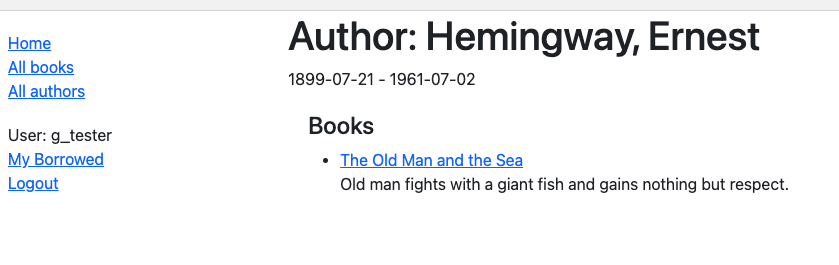 Home
All books
All authors
User: g_tester
My Borrowed
Logout
Author: Hemingway, Ernest
1899-07-21 - 1961-07-02
Books
The Old Man and the Sea
Old man fights with a giant fish and gains nothing but respect.